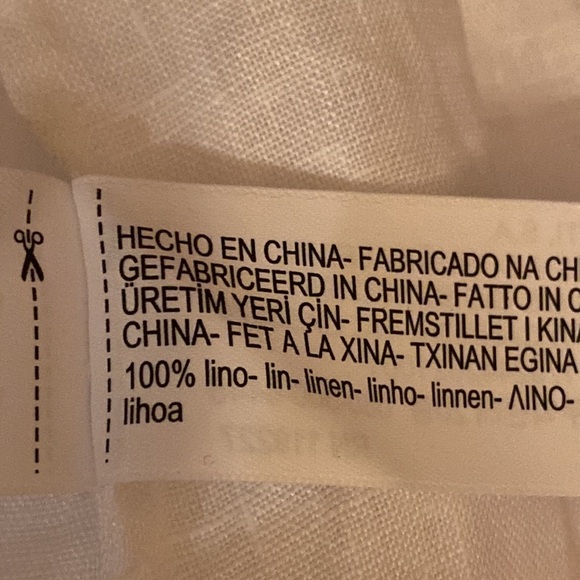 HECHO EN CHINA- FABRICADO NA CH
GEFABRICEERD IN CHINA- FATTO IN C
ÜRETİM YERİ ÇİN- FREMSTILLET I KINA
CHINA- FET A LA XINA- TXINAN EGINA
100% lino- lin- linen- linho- linnen- ΛΙΝΟ-
lihoa